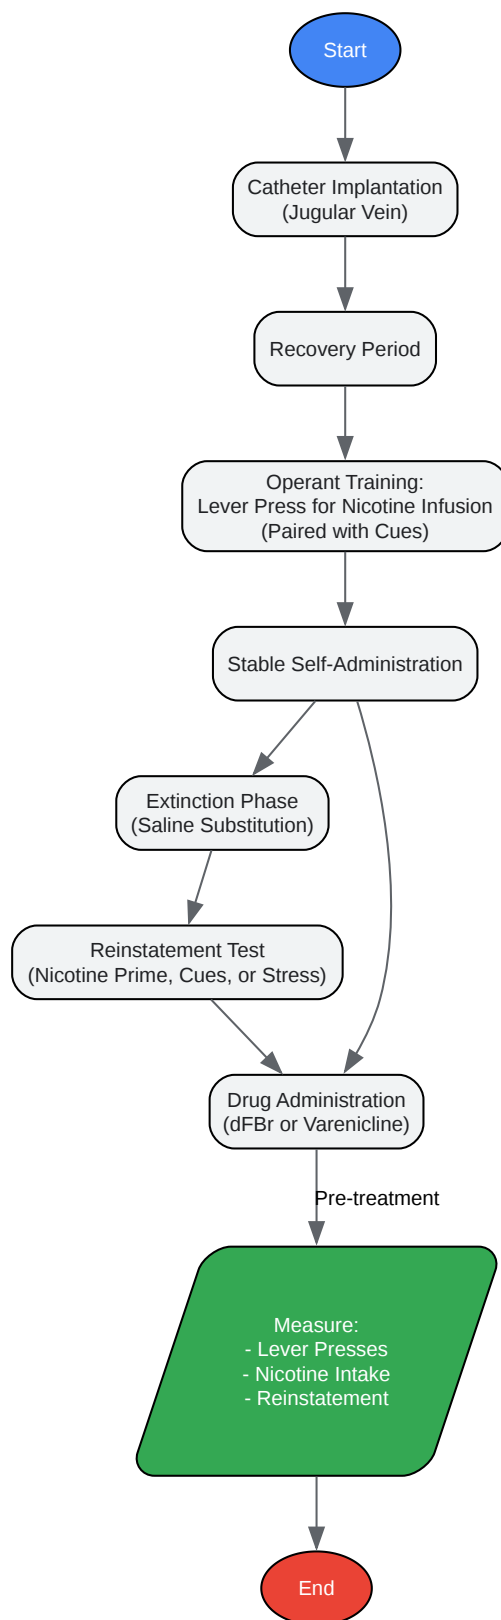 Start
Catheter Implantation
(Jugular Vein)
Recovery Period
Operant Training:
Lever Press for Nicotine Infusion
(Paired with Cues)
Stable Self-Administration
Extinction Phase
(Saline Substitution)
Reinstatement Test
(Nicotine Prime, Cues, or Stress)
Drug Administration
(dFBr or Varenicline)
Pre-treatment
Measure:
- Lever Presses
- Nicotine Intake
- Reinstatement
End